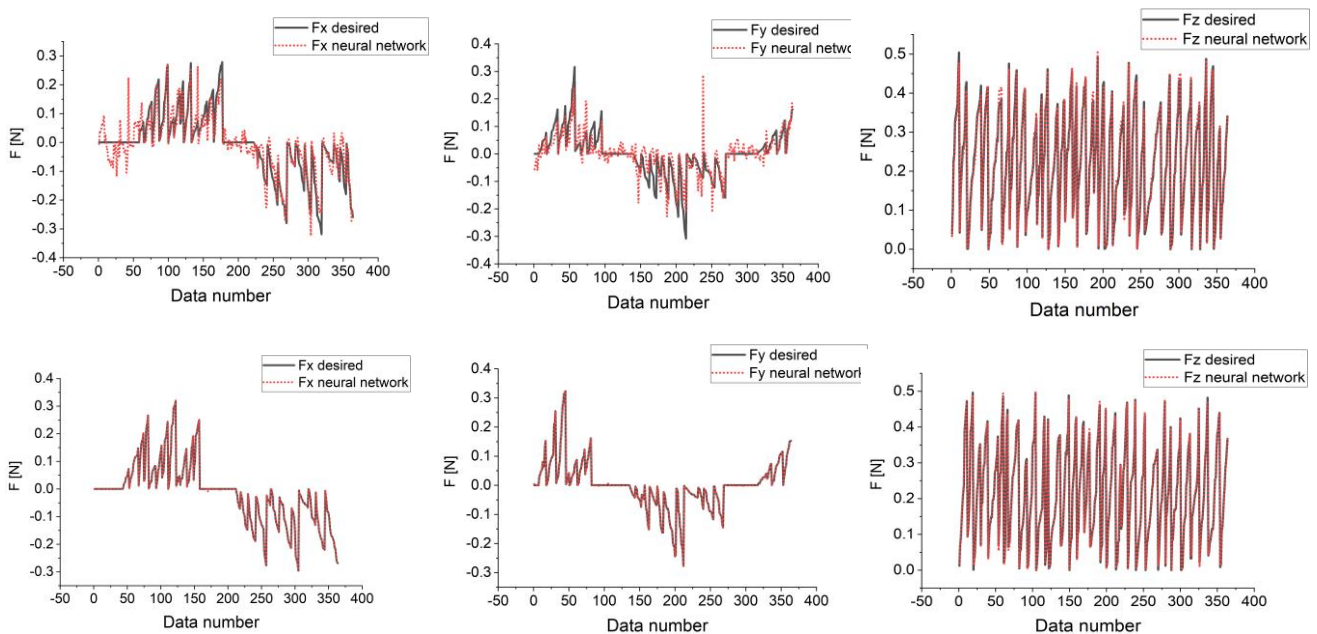 Fx desired
Fx neural network
0.3
0.2
0.1
0.0
-0.1
-0.2
-0.3
-0.4
F [N]
-50 0 50 100 150 200 250 300 350 400
Data number
Fy desired
Fy neural netwo
0.4
0.3
0.2
0.1
0.0
-0.1
-0.2
-0.3
-0.4
F [N]
-50 0 50 100 150 200 250 300 350 400
Data number
Fz desired
Fz neural network
0.5
0.4
0.3
0.2
0.1
0.0
F [N]
-50 0 50 100 150 200 250 300 350 400
Data number
Fx desired
Fx neural network
0.4
0.3
0.2
0.1
0.0
-0.1
-0.2
-0.3
F [N]
-50 0 50 100 150 200 250 300 350 400
Data number
Fy desired
Fy neural network
0.4
0.3
0.2
0.1
0.0
-0.1
-0.2
-0.3
F [N]
-50 0 50 100 150 200 250 300 350 400
Data number
Fz desired
Fz neural network
0.5
0.4
0.3
0.2
0.1
0.0
F [N]
-50 0 50 100 150 200 250 300 350 400
Data number